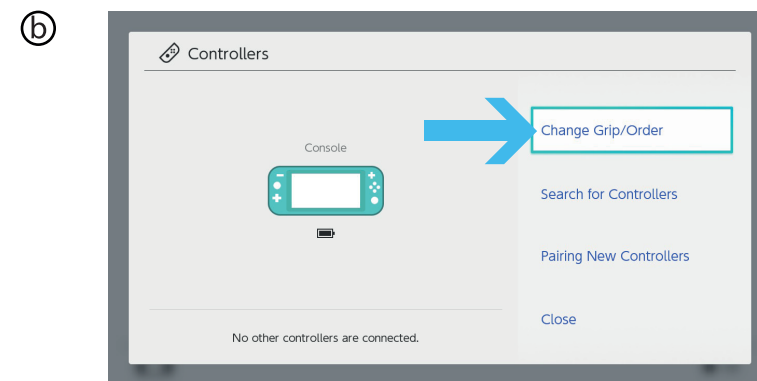 ⓑ
Controllers
Console
Change Grip/Order
Search for Controllers
Pairing New Controllers
Close
No other controllers are connected.